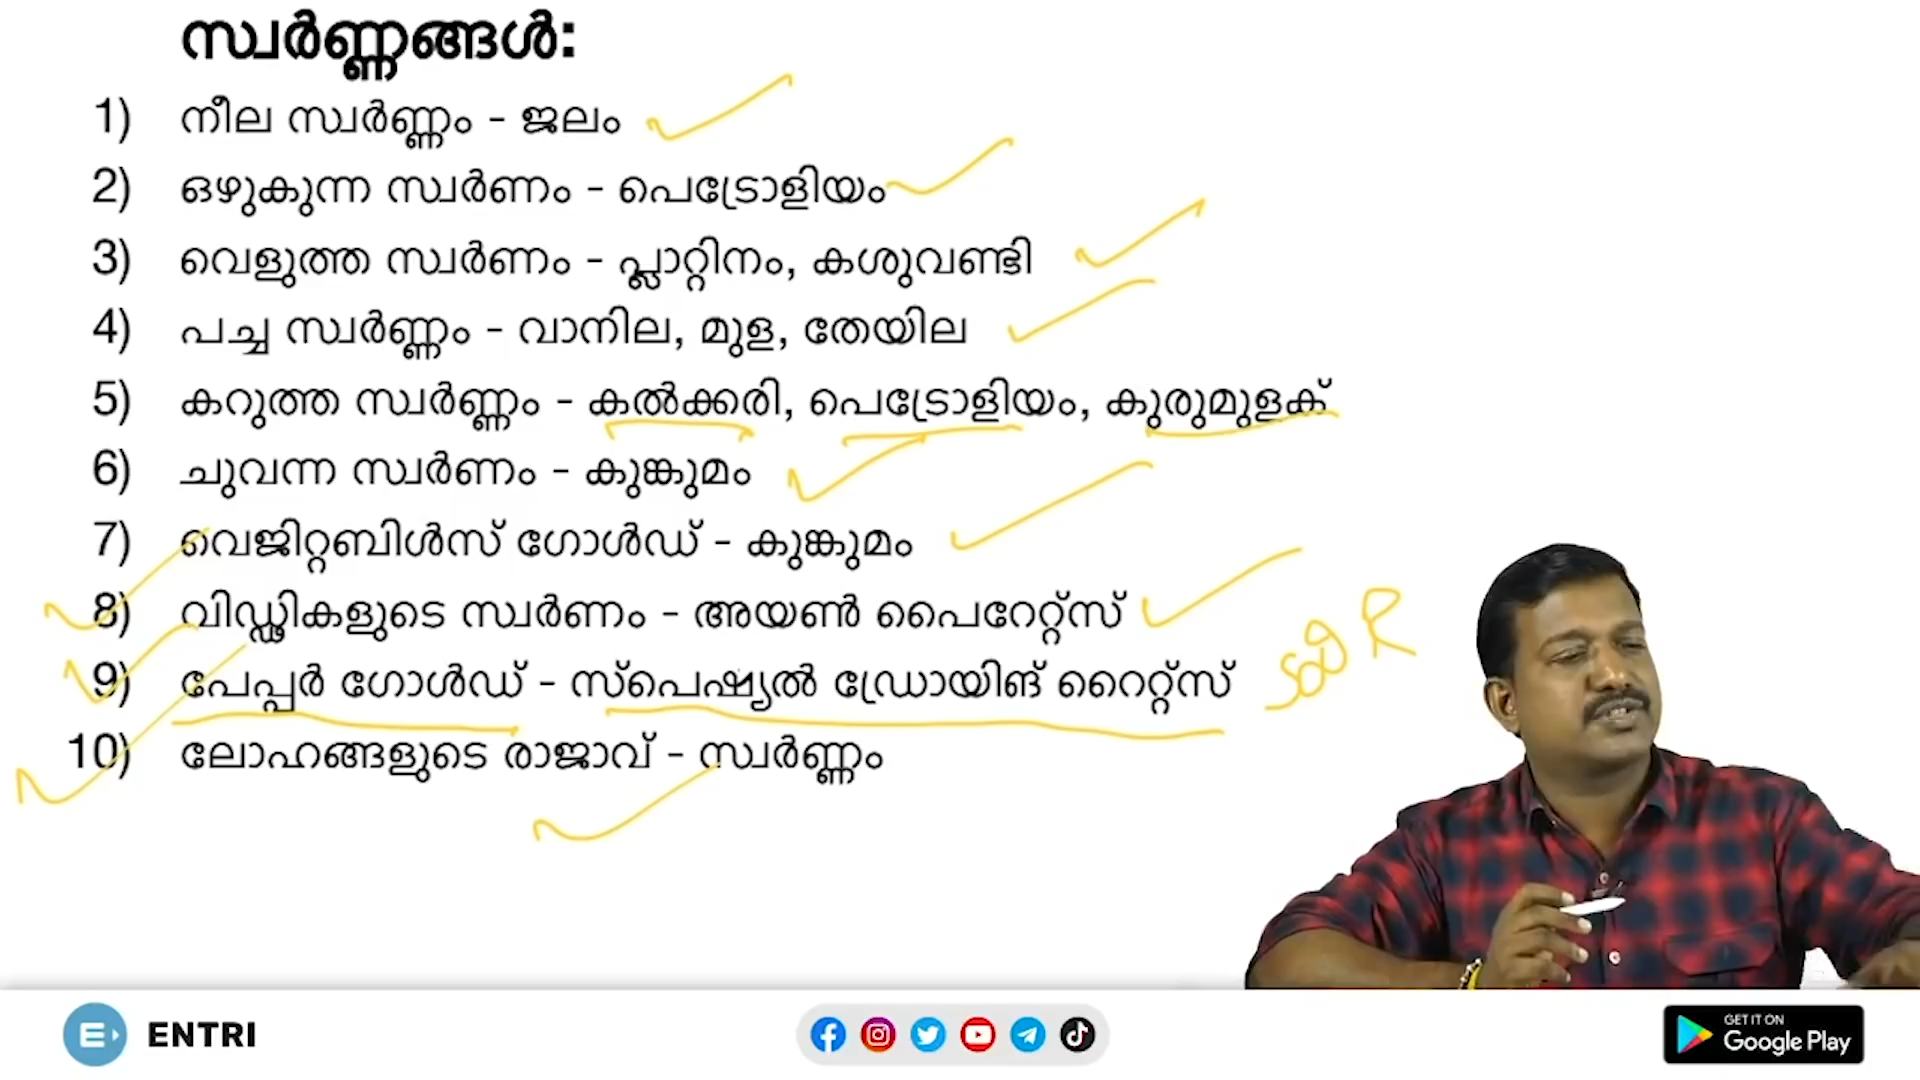 സ്വർണ്ണങ്ങൾ:
1) നീല സ്വർണ്ണം - ജലം
2) ഒഴുകുന്ന സ്വർണം - പെട്രോളിയം
3) വെളുത്ത സ്വർണം - പ്ലാറ്റിനം, കശുവണ്ടി
4) പച്ച സ്വർണ്ണം - വാനില, മുള, തേയില
5) കറുത്ത സ്വർണ്ണം - കൽക്കരി, പെട്രോളിയം, കുരുമുളക്
6) ചുവന്ന സ്വർണം - കുങ്കുമം
7) വെജിറ്റബിൾസ് ഗോൾഡ് - കുങ്കുമം
8) വിഡ്ഢികളുടെ സ്വർണം - അയൺ പൈറേറ്റ്സ്
9) പേപ്പർ ഗോൾഡ് - സ്പെഷ്യൽ ഡ്രോയിങ് റൈറ്റ്സ് SDR
10) ലോഹങ്ങളുടെ രാജാവ് - സ്വർണ്ണം
ENTRI
GET IT ON
Google Play